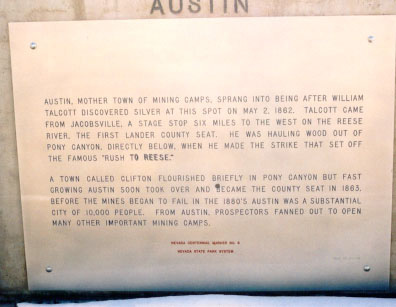 AUSTIN
AUSTIN, MOTHER TOWN OF MINING CAMPS, SPRANG INTO BEING AFTER WILLIAM
TALCOTT DISCOVERED SILVER AT THIS SPOT ON MAY 2, 1862. TALCOTT CAME
FROM JACOBSVILLE, A STAGE STOP SIX MILES TO THE WEST ON THE REESE
RIVER, THE FIRST LANDER COUNTY SEAT. HE WAS HAULING WOOD OUT OF
PONY CANYON, DIRECTLY BELOW, WHEN HE MADE THE STRIKE THAT SET OFF
THE FAMOUS "RUSH TO REESE."
A TOWN CALLED CLIFTON FLOURISHED BRIEFLY IN PONY CANYON BUT FAST
GROWING AUSTIN SOON TOOK OVER AND BECAME THE COUNTY SEAT IN 1863,
BEFORE THE MINES BEGAN TO FAIL IN THE 1880'S AUSTIN WAS A SUBSTANTIAL
CITY OF 10,000 PEOPLE. FROM AUSTIN, PROSPECTORS FANNED OUT TO OPEN
MANY OTHER IMPORTANT MINING CAMPS.
NEVADA CENTENNIAL MARKER NO. 8
NEVADA STATE PARK SYSTEM